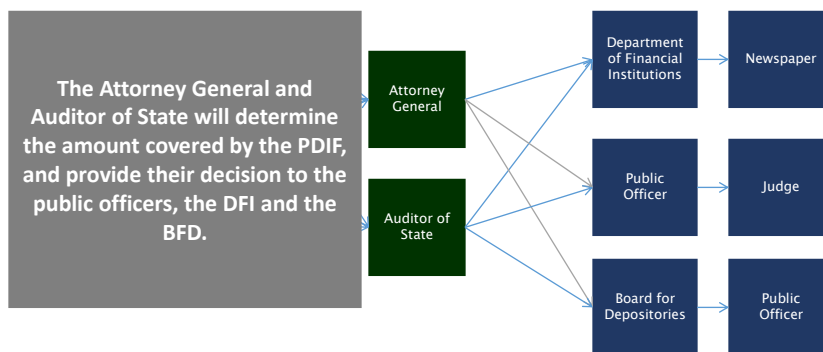 The Attorney General and
Auditor of State will determine
the amount covered by the PDIF,
and provide their decision to the
public officers, the DFI and the
BFD.
Attorney
General
Auditor of
State
Department
of Financial
Institutions
Newspaper
Public
Officer
Judge
Board for
Depositories
Public
Officer